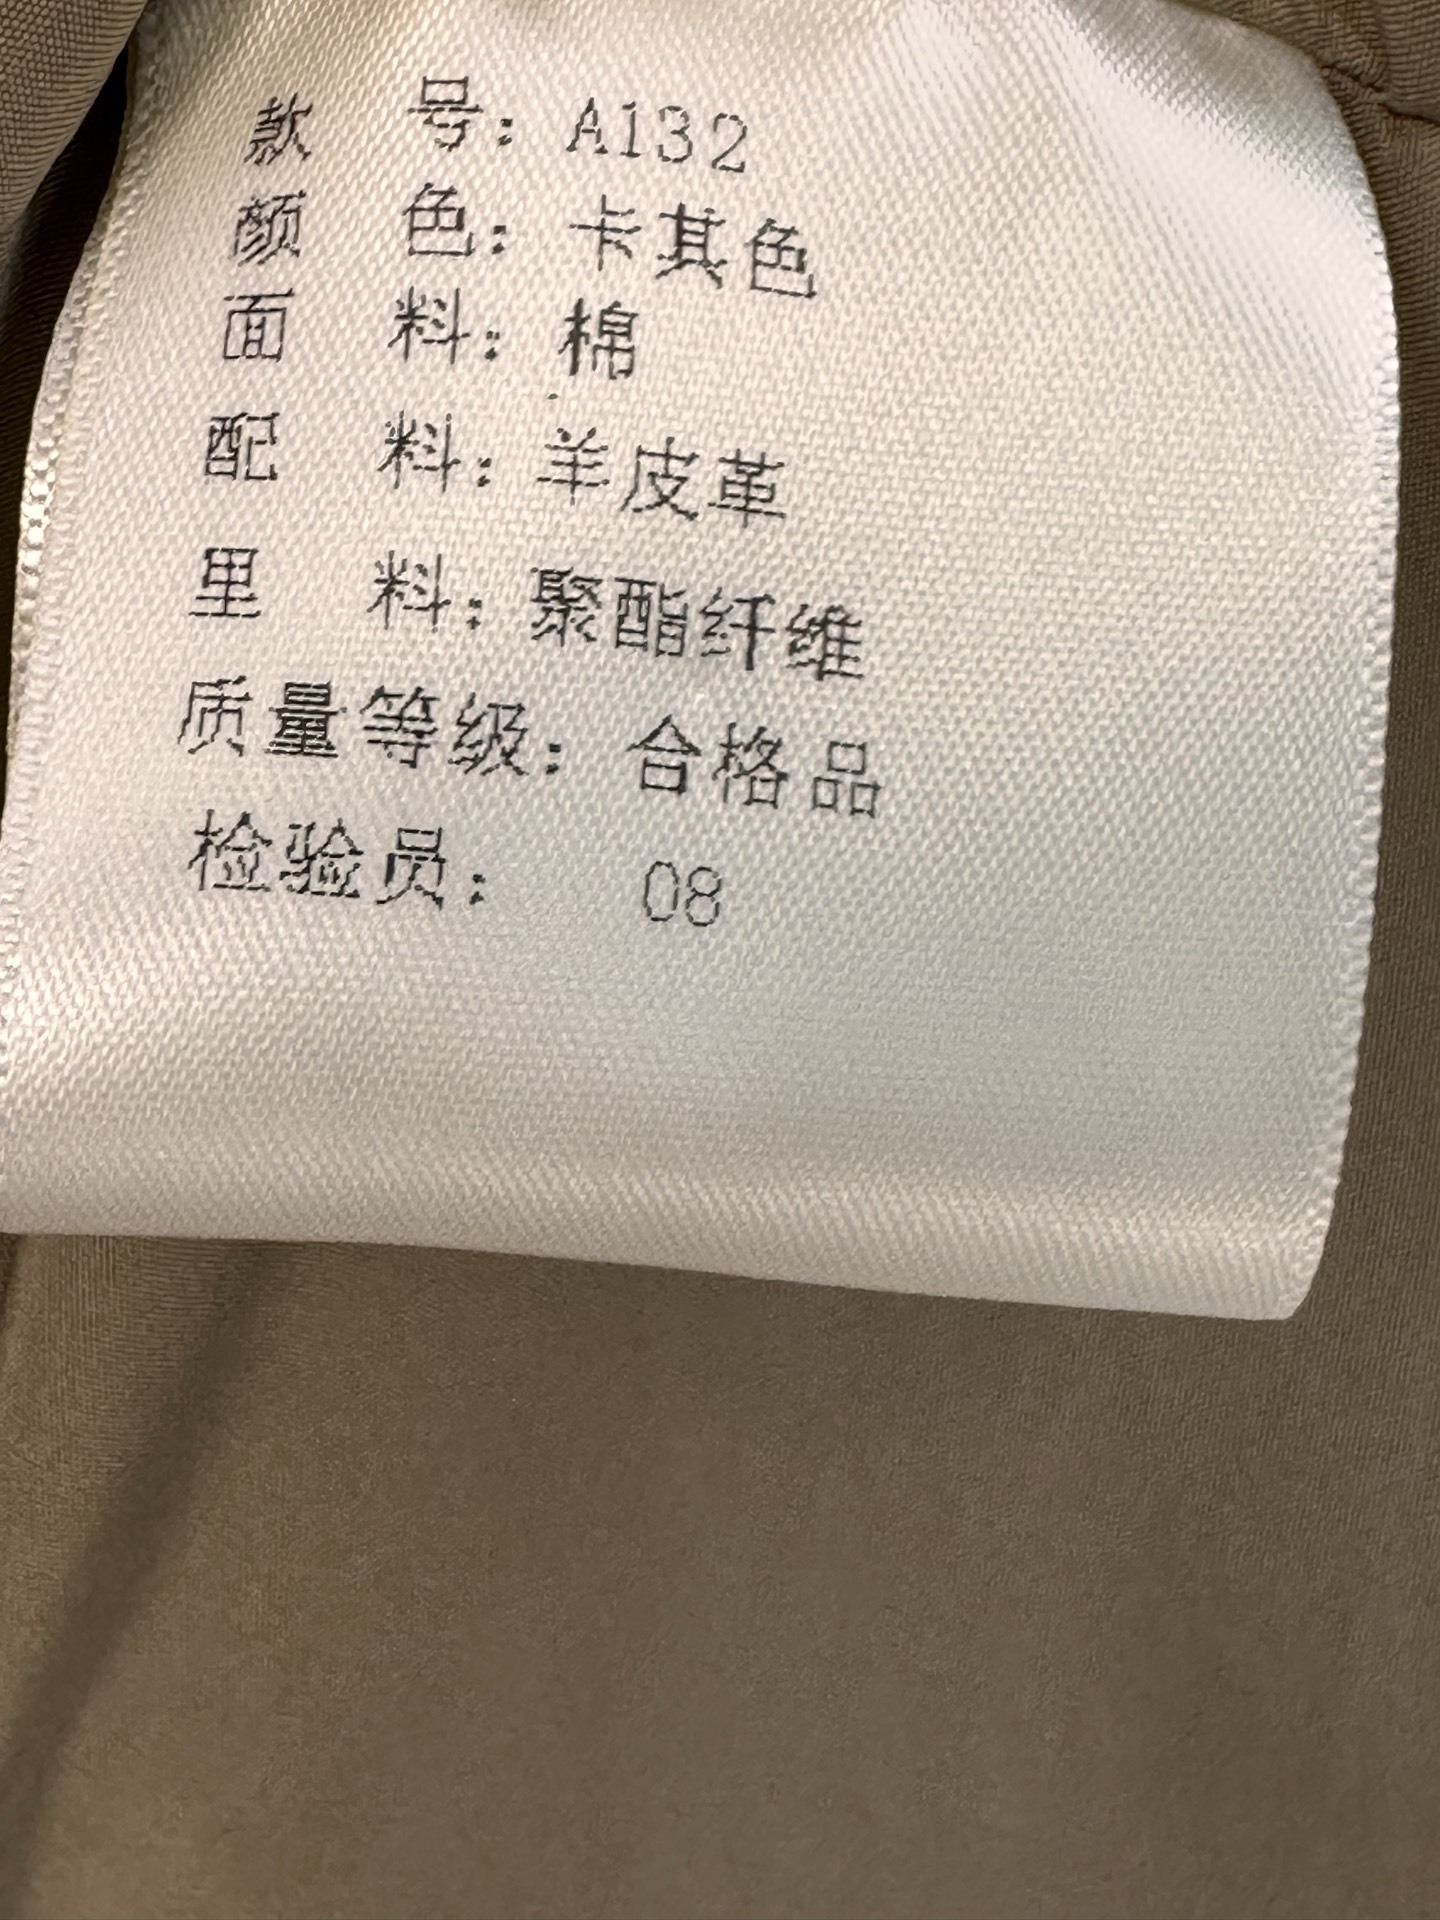 款 号：A132
颜 色：卡其色
面 料：棉
配 料：羊皮革
里 料：聚酯纤维
质量等级：合格品
检验员： 08